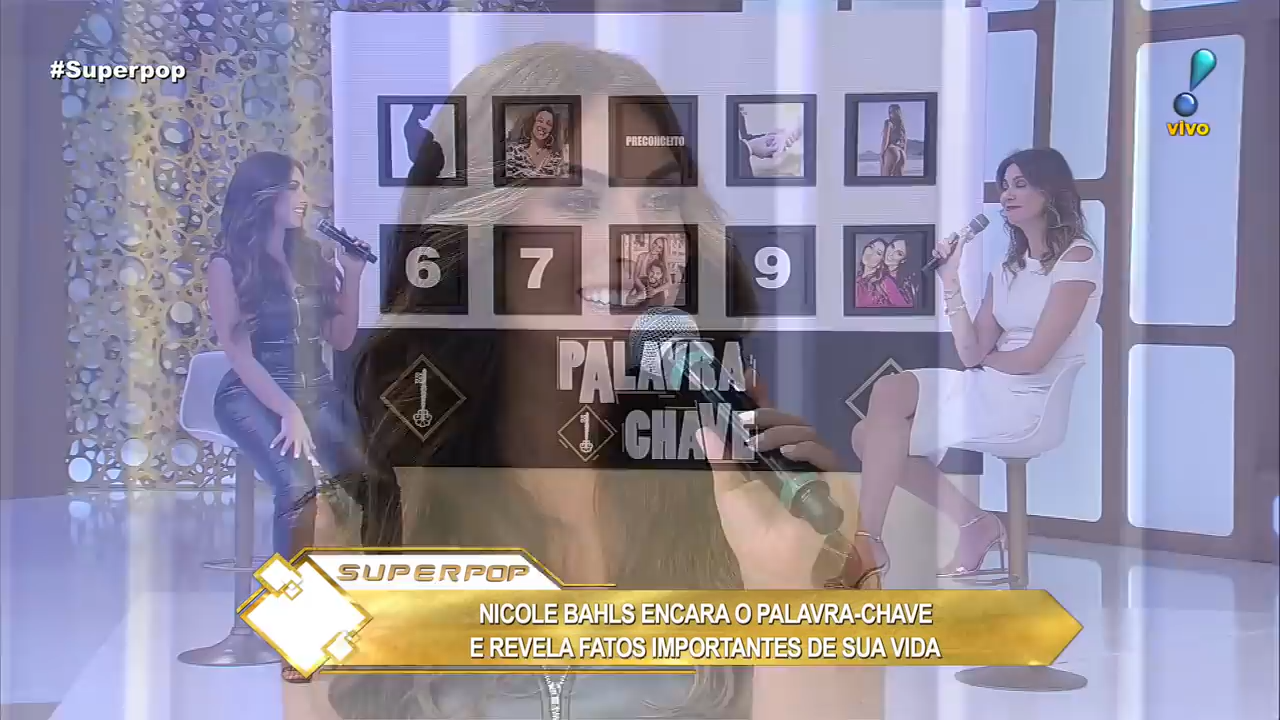 #Superpop
vivo
PRECONCEITO
6 7 9
PALAVRA
CHAVE
SUPERPOP
NICOLE BAHLS ENCARA O PALAVRA-CHAVE
E REVELA FATOS IMPORTANTES DE SUA VIDA